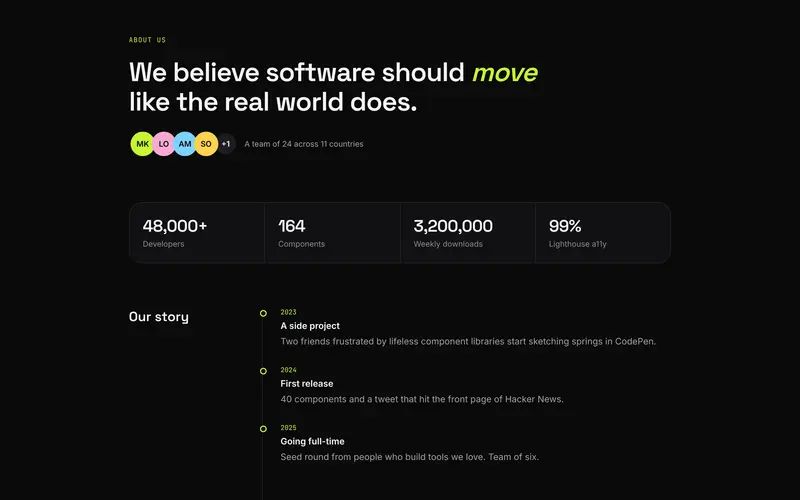 ABOUT US
We believe software should move
like the real world does.
MK LO AM SO +1 A team of 24 across 11 countries
48,000+ 164 3,200,000 99%
Developers Components Weekly downloads Lighthouse a11y
Our story
2023
A side project
Two friends frustrated by lifeless component libraries start sketching springs in CodePen.
2024
First release
40 components and a tweet that hit the front page of Hacker News.
2025
Going full-time
Seed round from people who build tools we love. Team of six.